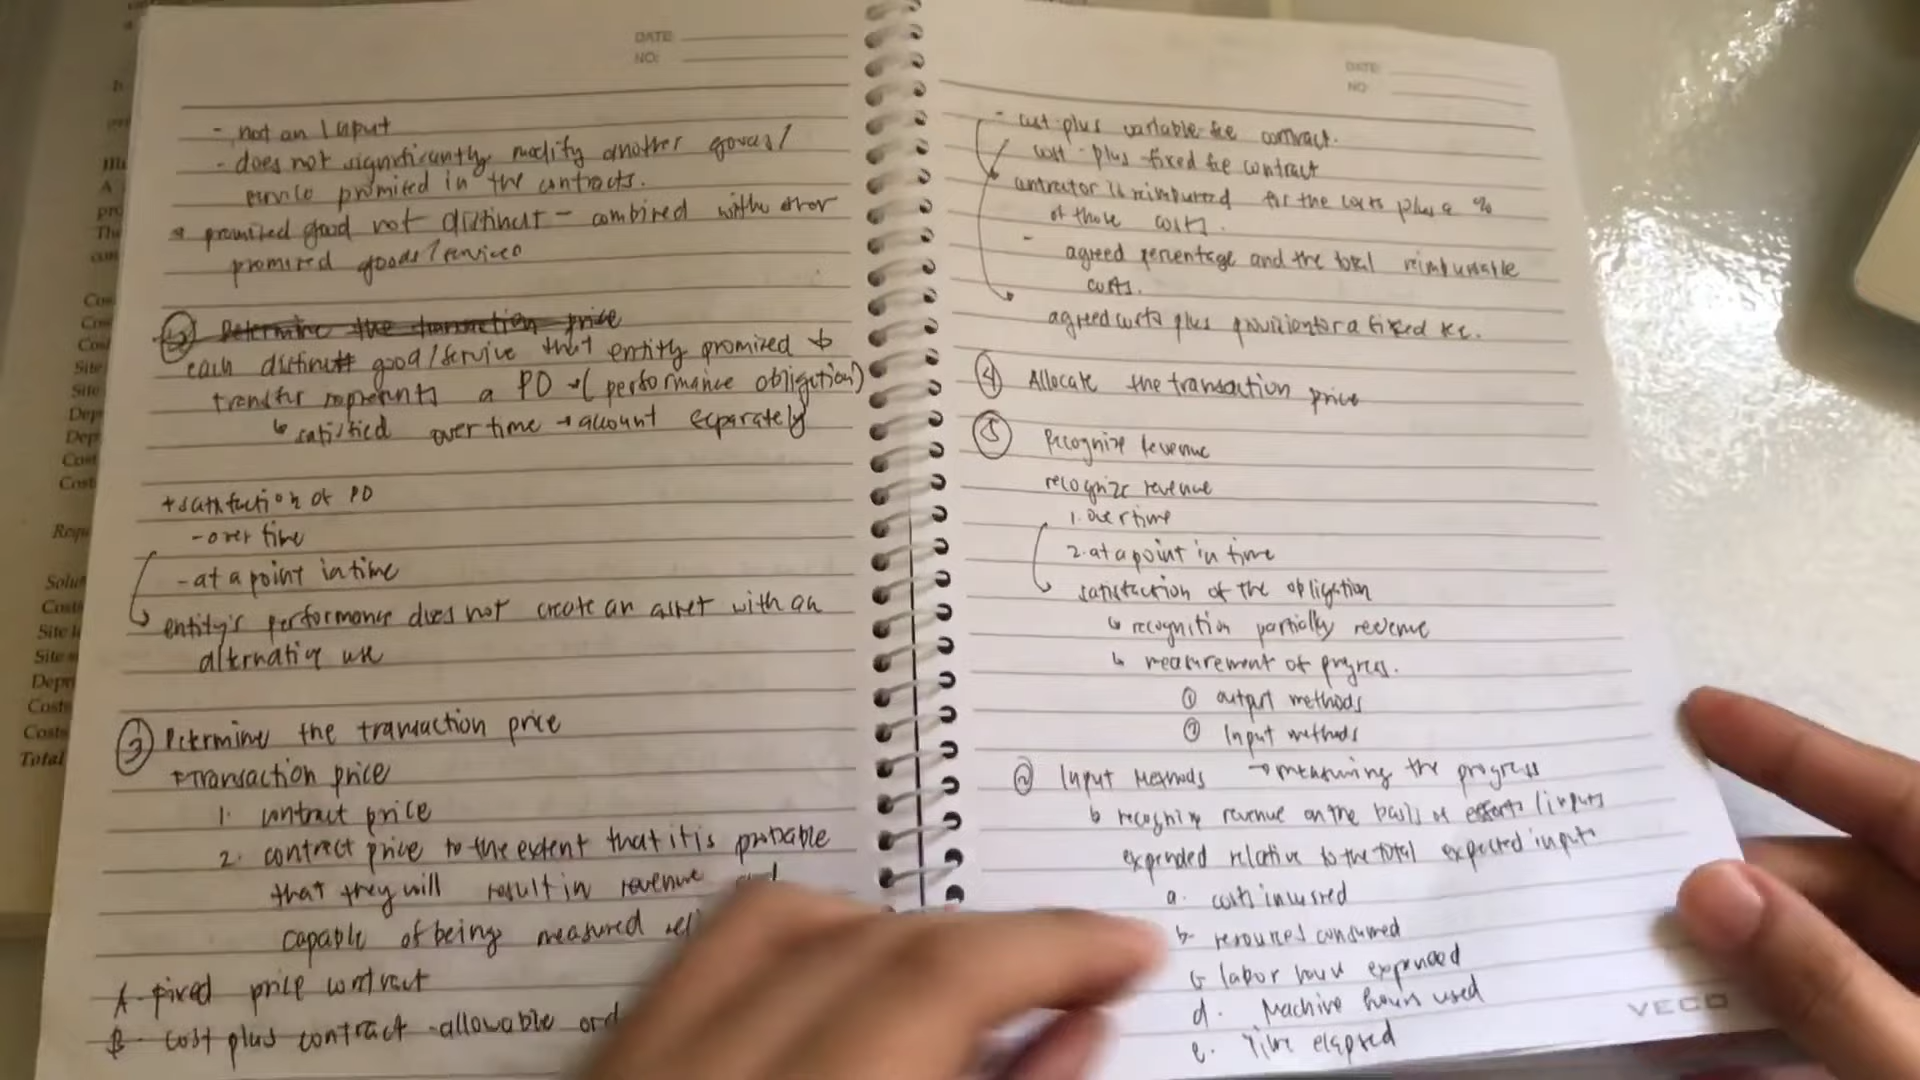 DATE:
NO:
- not an input
- does not significantly modify another goods/
service promised in the contracts.
promised good not distinct - combined with other
promised goods/services
Determine the transaction price
each distinct good/service that entity promised to
transfer represents a PO → (performance obligation)
↳ satisfied over time → account separately
+ satisfaction of PO
- over time
- at a point in time
entity's performance does not create an asset with an
alternative use
③ Determine the transaction price
+ transaction price
1. contract price
2. contract price to the extent that it is probable
that they will result in revenue
capable of being measured
A. fixed price contract
B. cost plus contract - allowable or
DATE:
NO:
- cost-plus variable fee contract.
cost-plus-fixed fee contract
contractor is reimbursed for the costs plus a %
of those costs.
- agreed percentage and the total reimbursable
costs.
agreed costs plus provision for a fixed fee.
④ Allocate the transaction price
⑤ Recognize Revenue
recognize revenue
1. over time
2. at a point in time
satisfaction of the obligation
↳ recognition partially revenue
↳ measurement of progress.
① output methods
② Input methods
② Input Methods → measuring the progress
↳ recognize revenue on the basis of efforts/inputs
expended relative to the total expected inputs
a. costs incurred
b. resources consumed
c. labor hours expended
d. Machine hours used
e. Time elapsed
VECO
Total